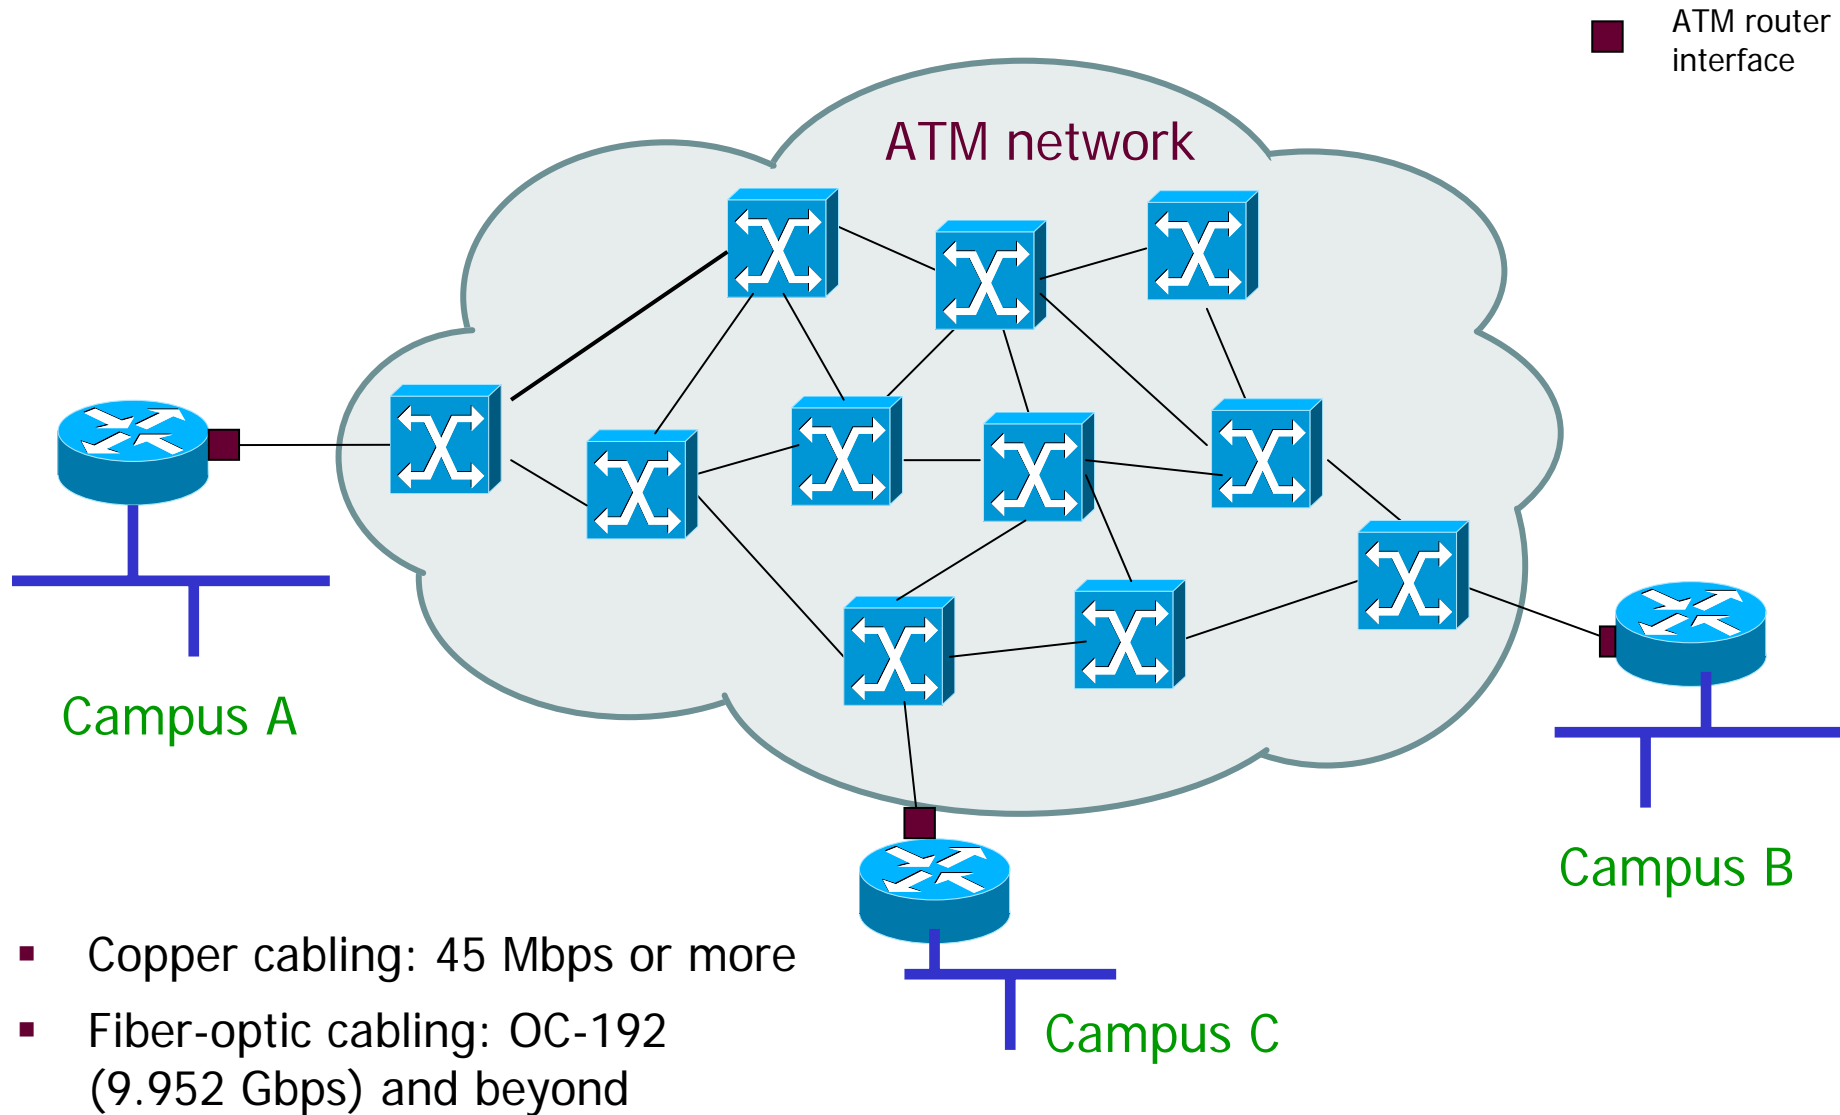 ATM router
interface
ATM network
Campus A
Campus B
Copper cabling: 45 Mbps or more
Fiber-optic cabling: OC-192
(9.952 Gbps) and beyond
Campus C